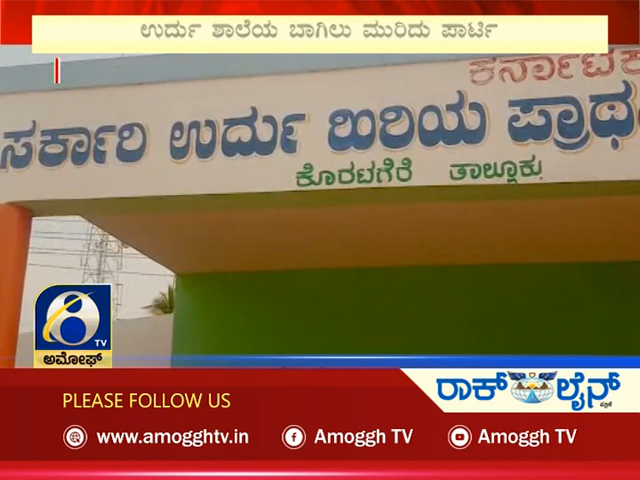 ಉರ್ದು ಶಾಲೆಯ ಬಾಗಿಲು ಮುರಿದು ಪಾರ್ಟಿ
ಕರ್ನಾಟಕ
ಸರ್ಕಾರಿ ಉರ್ದು ಹಿರಿಯ ಪ್ರಾಥ
ಕೊರಟಗೆರೆ ತಾಲ್ಲೂಕು
TV
ಅಮೋಘ್
PLEASE FOLLOW US
ರಾಕ್ ಲೈನ್
www.amogghtv.in Amoggh TV Amoggh TV